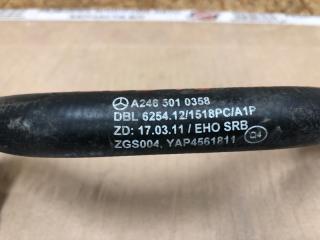 A246 501 0358
DBL 6254.12/1518PC/A1P
ZD: 17.03.11 / EHO SRB
ZGS004, YAP4561811